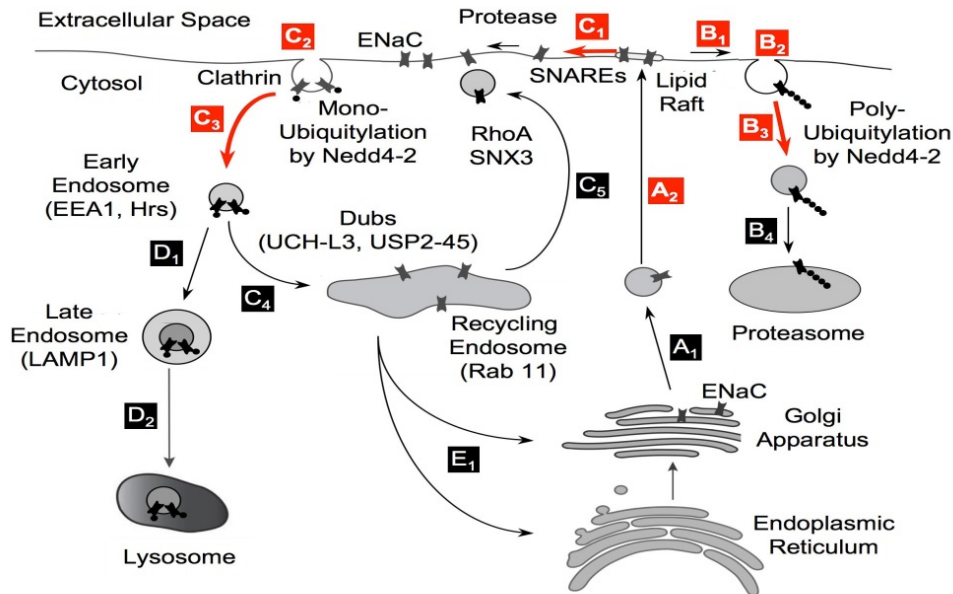 Extracellular Space
Protease
C1
B1
B2
C2
ENaC
SNAREs
Lipid
Raft
Cytosol
Clathrin
Mono-
Ubiquitylation
by Nedd4-2
Poly-
Ubiquitylation
by Nedd4-2
C3
B3
RhoA
SNX3
A2
C5
Early
Endosome
(EEA1, Hrs)
Dubs
(UCH-L3, USP2-45)
B4
D1
C4
Proteasome
Late
Endosome
(LAMP1)
Recycling
Endosome
(Rab 11)
A1
ENaC
D2
Golgi
Apparatus
E1
Endoplasmic
Reticulum
Lysosome